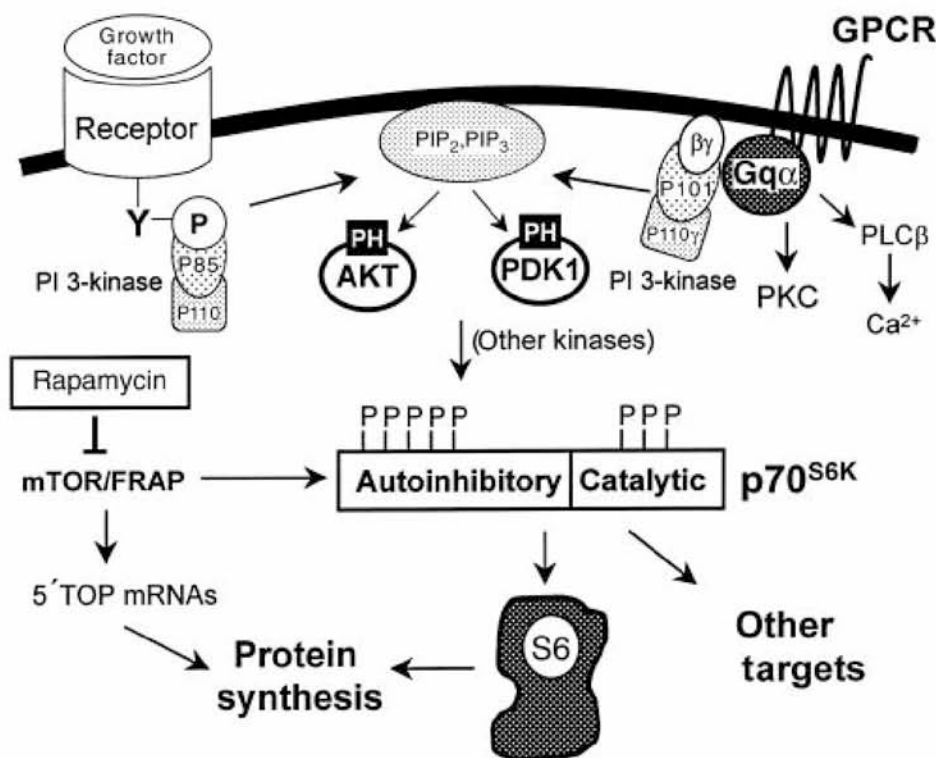 GPCR
Growth
factor
Receptor
PIP₂,PIP₃
βγ
P101
P110γ
Gqα
Y
P
P85
P110
PI 3-kinase
PH
AKT
PH
PDK1
PI 3-kinase
PKC
PLCβ
Ca²⁺
(Other kinases)
Rapamycin
mTOR/FRAP
P P P P P
P P P
Autoinhibitory
Catalytic
p70ˢ⁶ᴷ
5´TOP mRNAs
Protein
synthesis
S6
Other
targets